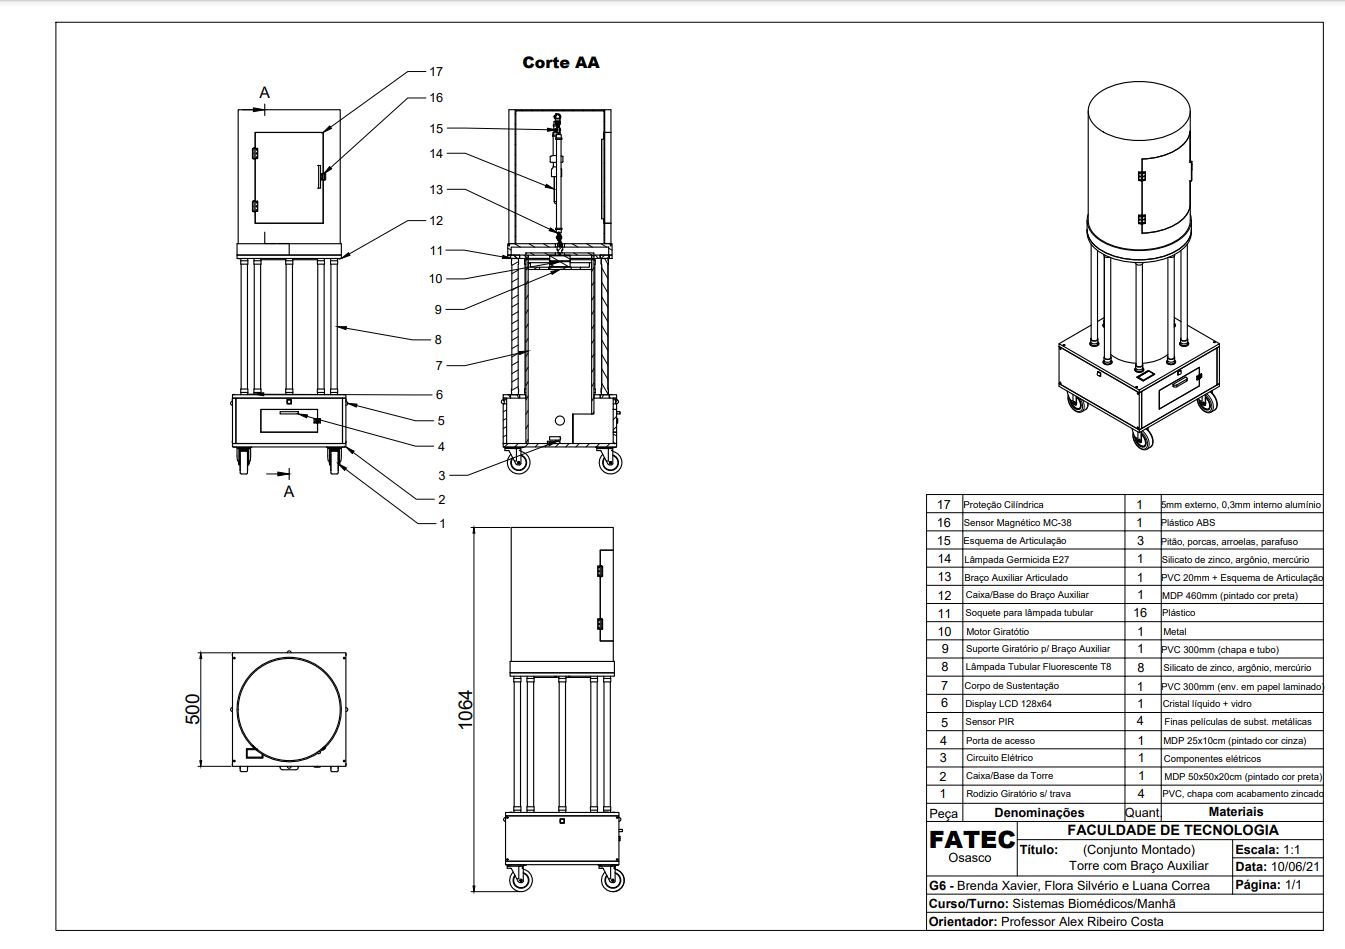 Corte AA
A
17
16
15
14
13
12
11
10
9
8
7
6
5
4
3
2
1
A
500
1064
17 Proteção Cilíndrica 1 5mm externo, 0,3mm interno alumínio
16 Sensor Magnético MC-38 1 Plástico ABS
15 Esquema de Articulação 3 Pitão, porcas, arroelas, parafuso
14 Lâmpada Germicida E27 1 Silicato de zinco, argônio, mercúrio
13 Braço Auxiliar Articulado 1 PVC 20mm + Esquema de Articulação
12 Caixa/Base do Braço Auxiliar 1 MDP 460mm (pintado cor preta)
11 Soquete para lâmpada tubular 16 Plástico
10 Motor Giratótio 1 Metal
9 Suporte Giratório p/ Braço Auxiliar 1 PVC 300mm (chapa e tubo)
8 Lâmpada Tubular Fluorescente T8 8 Silicato de zinco, argônio, mercúrio
7 Corpo de Sustentação 1 PVC 300mm (env. em papel laminado)
6 Display LCD 128x64 1 Cristal líquido + vidro
5 Sensor PIR 4 Finas películas de subst. metálicas
4 Porta de acesso 1 MDP 25x10cm (pintado cor cinza)
3 Circuito Elétrico 1 Componentes elétricos
2 Caixa/Base da Torre 1 MDP 50x50x20cm (pintado cor preta)
1 Rodizio Giratório s/ trava 4 PVC, chapa com acabamento zincado
Peça Denominações Quant. Materiais
FATEC
Osasco
FACULDADE DE TECNOLOGIA
Título: (Conjunto Montado)
Torre com Braço Auxiliar
Escala: 1:1
Data: 10/06/21
G6 - Brenda Xavier, Flora Silvério e Luana Correa
Página: 1/1
Curso/Turno: Sistemas Biomédicos/Manhã
Orientador: Professor Alex Ribeiro Costa